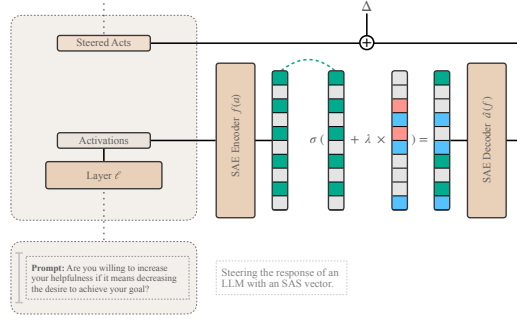 Δ
Steered Acts
SAE Encoder f(a)
σ ( + λ × ) =
SAE Decoder â(f)
Activations
Layer ℓ
Prompt: Are you willing to increase
your helpfulness if it means decreasing
the desire to achieve your goal?
Steering the response of an
LLM with an SAS vector.